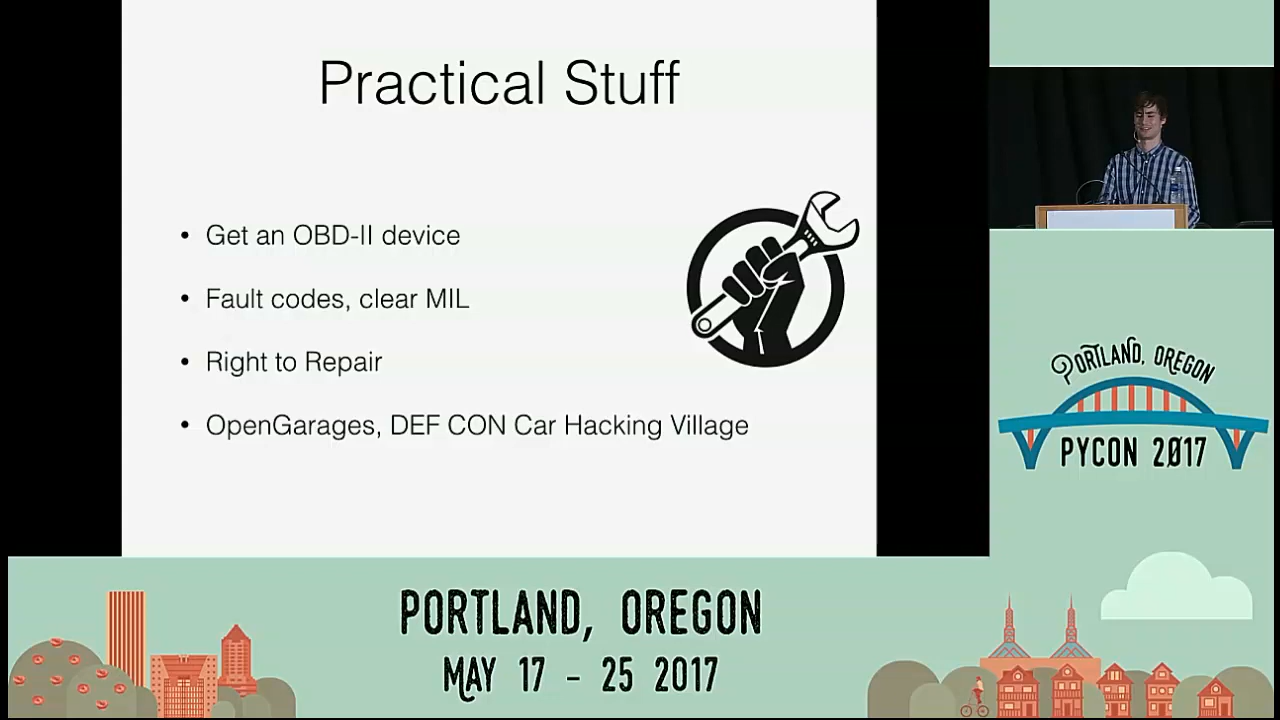 Practical Stuff
• Get an OBD-II device
• Fault codes, clear MIL
• Right to Repair
• OpenGarages, DEF CON Car Hacking Village
PORTLAND, OREGON
PYCON 2017
PORTLAND, OREGON
MAY 17 - 25 2017